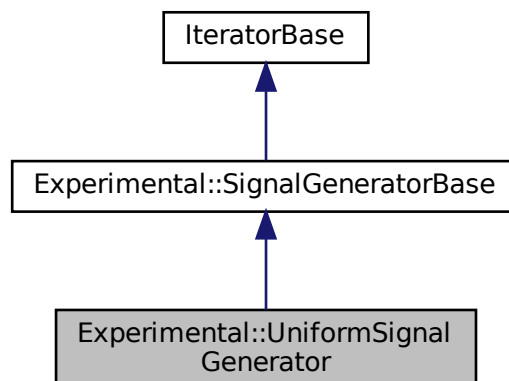 IteratorBase
Experimental::SignalGeneratorBase
Experimental::UniformSignal
Generator